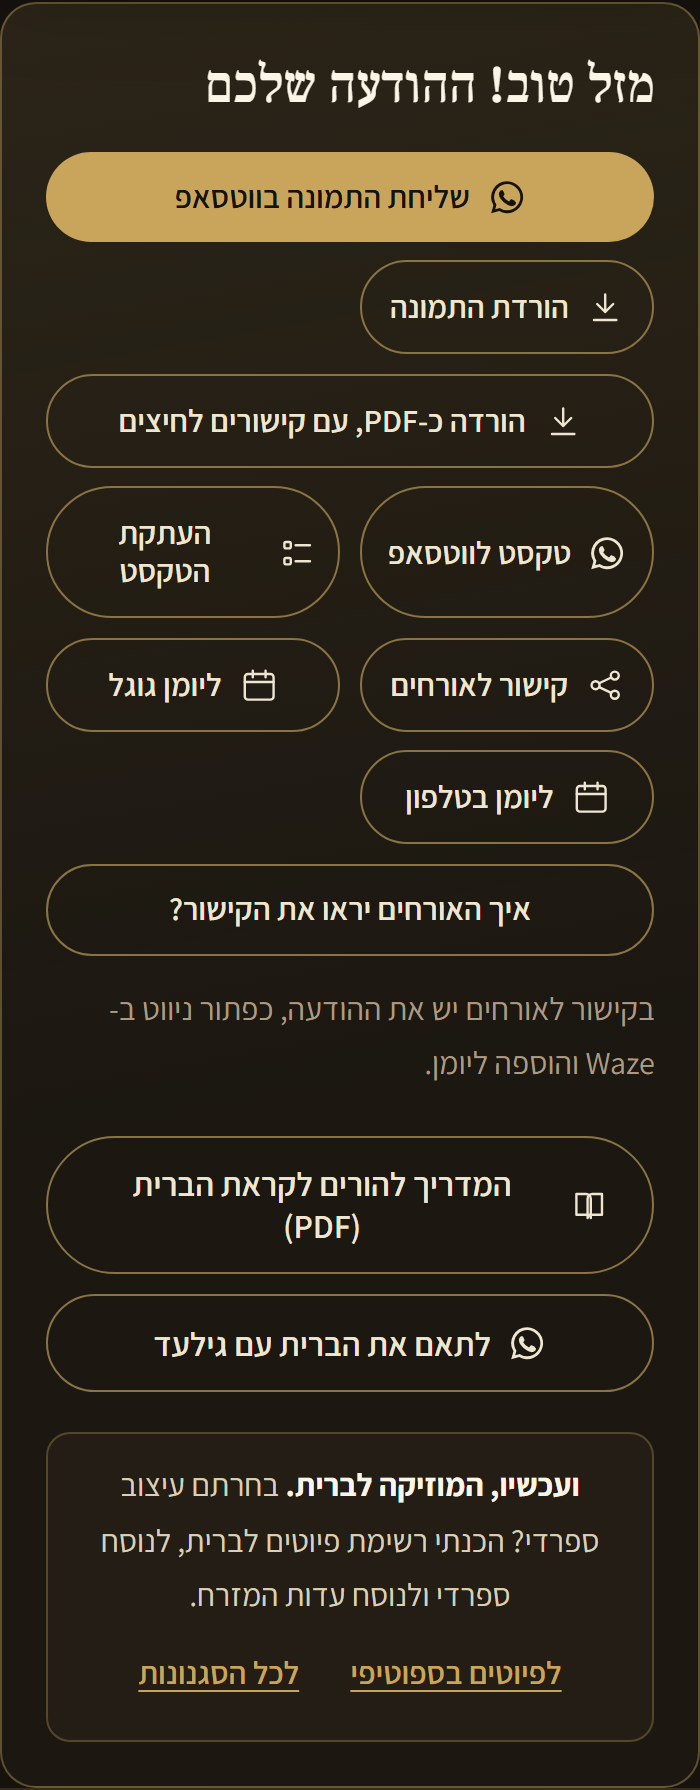 מזל טוב! ההודעה שלכם
שליחת התמונה בווטסאפ
הורדת התמונה
הורדה כ-PDF, עם קישורים לחיצים
טקסט לווטסאפ
העתקת
הטקסט
קישור לאורחים
ליומן גוגל
ליומן בטלפון
איך האורחים יראו את הקישור?
בקישור לאורחים יש את ההודעה, כפתור ניווט ב-
Waze והוספה ליומן.
המדריך להורים לקראת הברית
(PDF)
לתאם את הברית עם גילעד
ועכשיו, המוזיקה לברית. בחרתם עיצוב
ספרדי? הכנתי רשימת פיוטים לברית, לנוסח
ספרדי ולנוסח עדות המזרח.
לפיוטים בספוטיפי
לכל הסגנונות